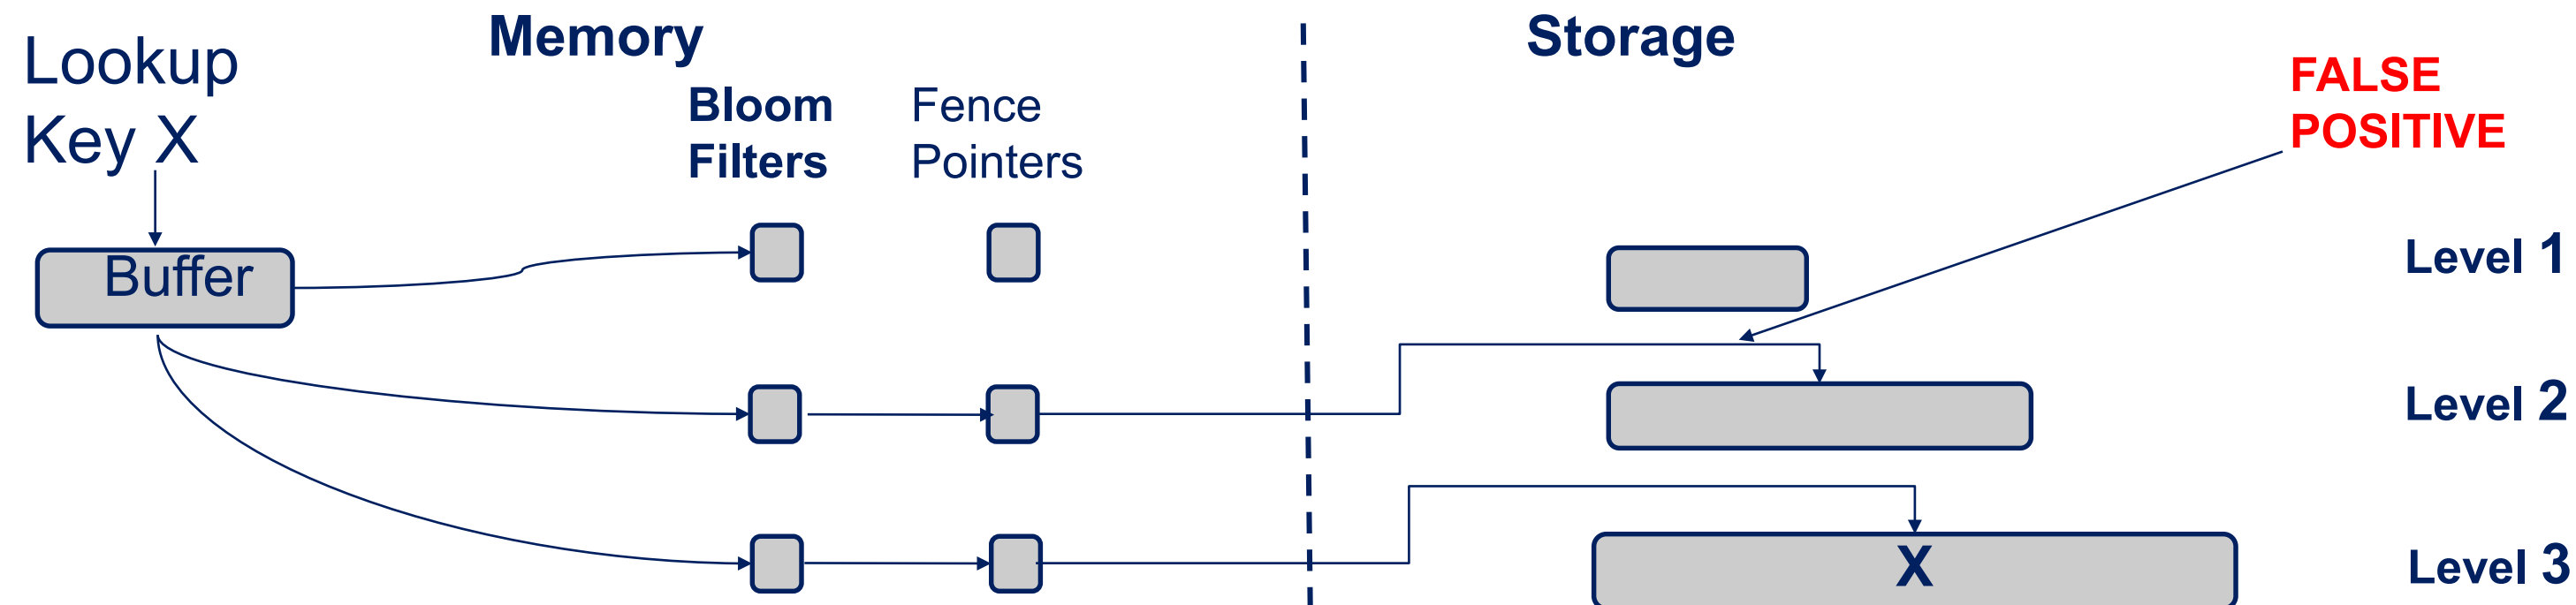 Lookup
Key X
Memory
Storage
Bloom
Filters
Fence
Pointers
FALSE
POSITIVE
Buffer
Level 1
Level 2
X
Level 3